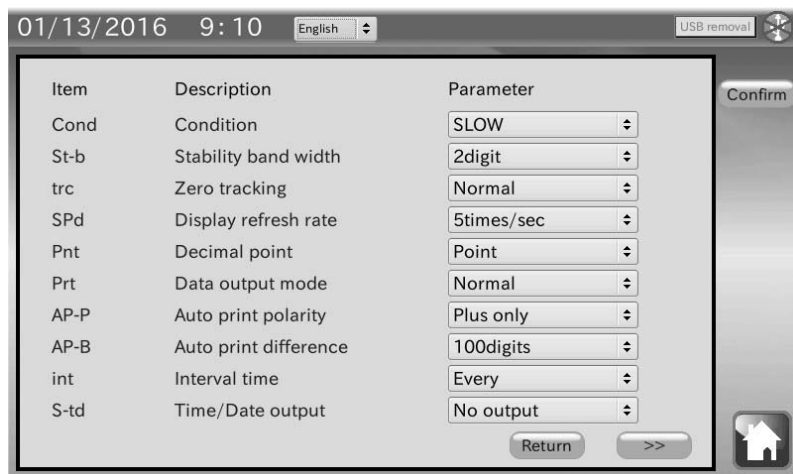 01/13/2016 9:10 English USB removal
Item Description Parameter
Confirm
Cond Condition SLOW
St-b Stability band width 2digit
trc Zero tracking Normal
SPd Display refresh rate 5times/sec
Pnt Decimal point Point
Prt Data output mode Normal
AP-P Auto print polarity Plus only
AP-B Auto print difference 100digits
int Interval time Every
S-td Time/Date output No output
Return >>